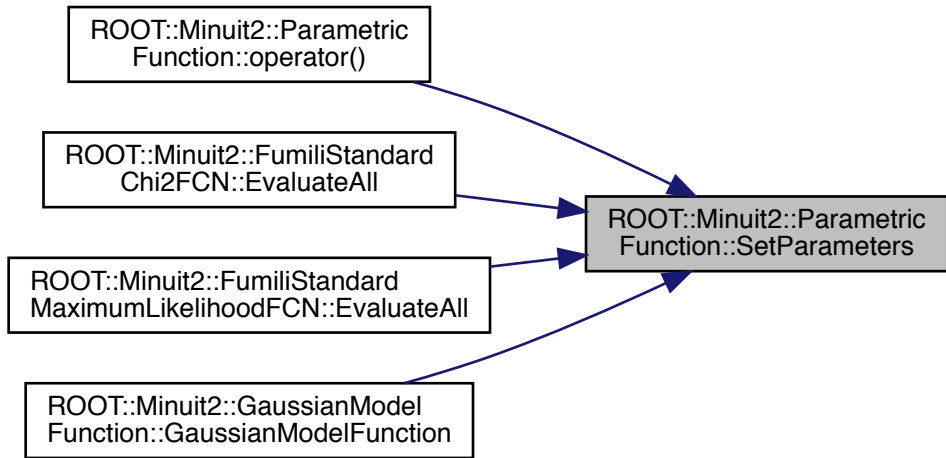 ROOT::Minuit2::Parametric
Function::operator()
ROOT::Minuit2::FumiliStandard
Chi2FCN::EvaluateAll
ROOT::Minuit2::Parametric
Function::SetParameters
ROOT::Minuit2::FumiliStandard
MaximumLikelihoodFCN::EvaluateAll
ROOT::Minuit2::GaussianModel
Function::GaussianModelFunction